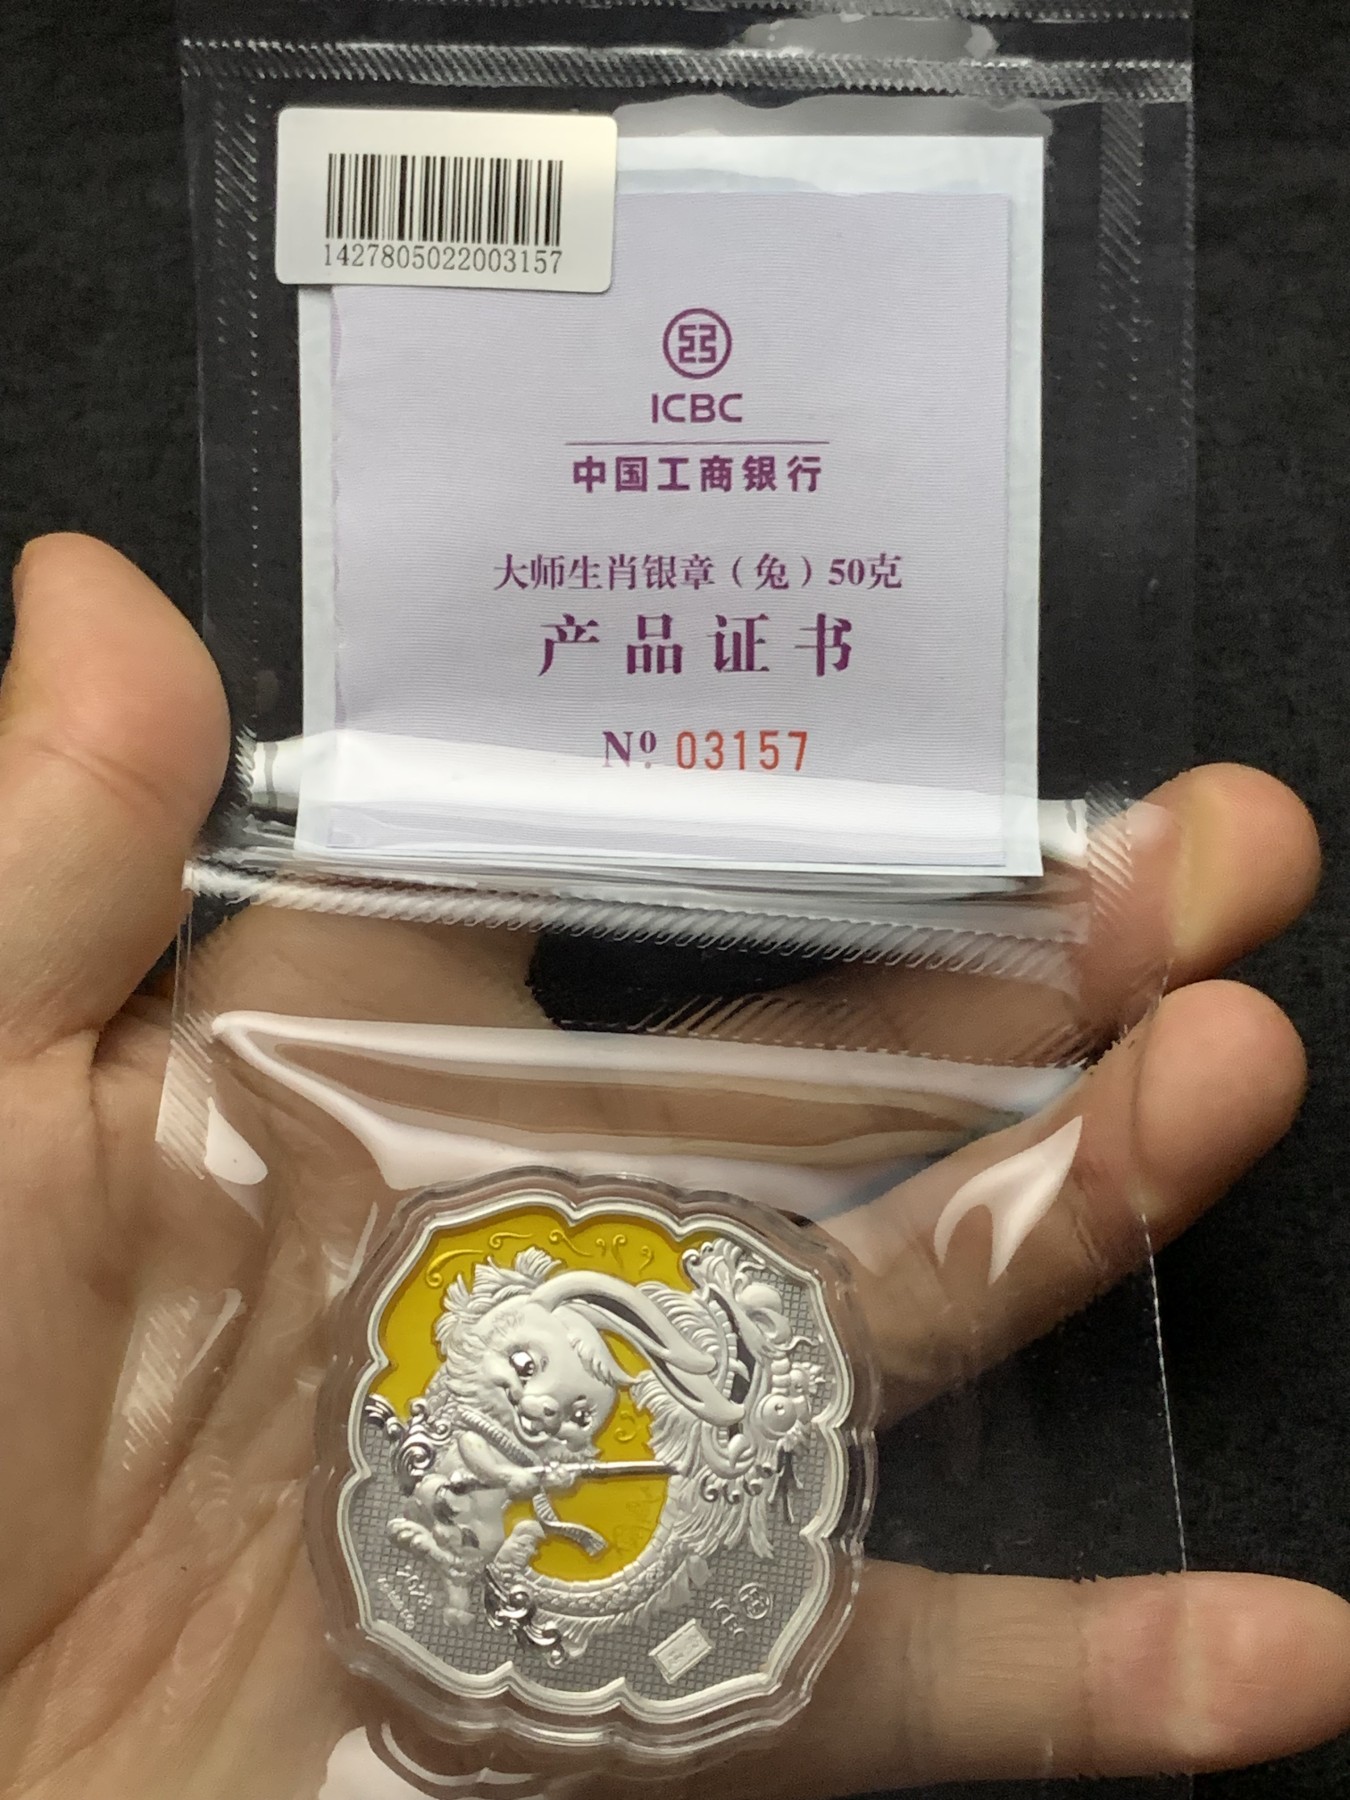 1427805022003157
ICBC
中国工商银行
大师生肖银章（兔）50克
产品证书
Nº 03157